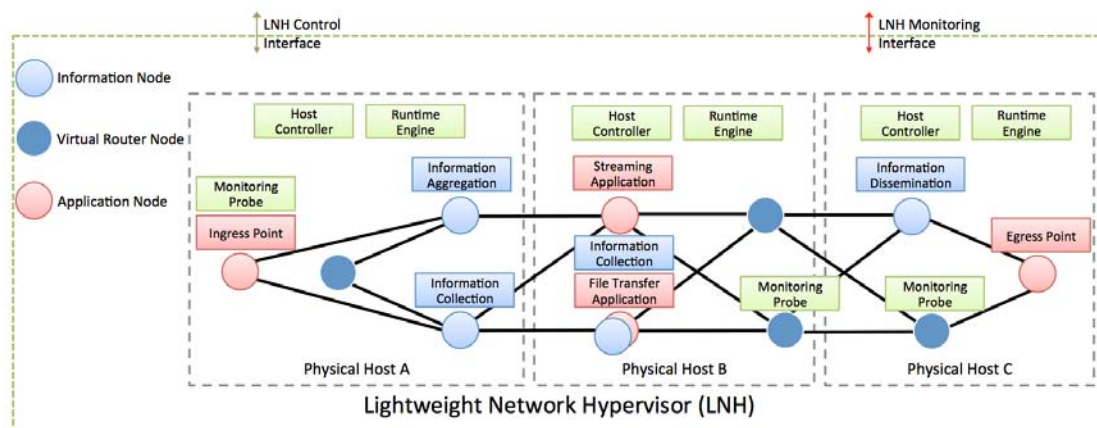 LNH Control
Interface
LNH Monitoring
Interface
Information Node
Virtual Router Node
Application Node
Host
Controller
Runtime
Engine
Information
Aggregation
Monitoring
Probe
Ingress Point
Information
Collection
Physical Host A
Host
Controller
Runtime
Engine
Streaming
Application
Information
Collection
File Transfer
Application
Monitoring
Probe
Physical Host B
Host
Controller
Runtime
Engine
Information
Dissemination
Egress Point
Monitoring
Probe
Physical Host C
Lightweight Network Hypervisor (LNH)